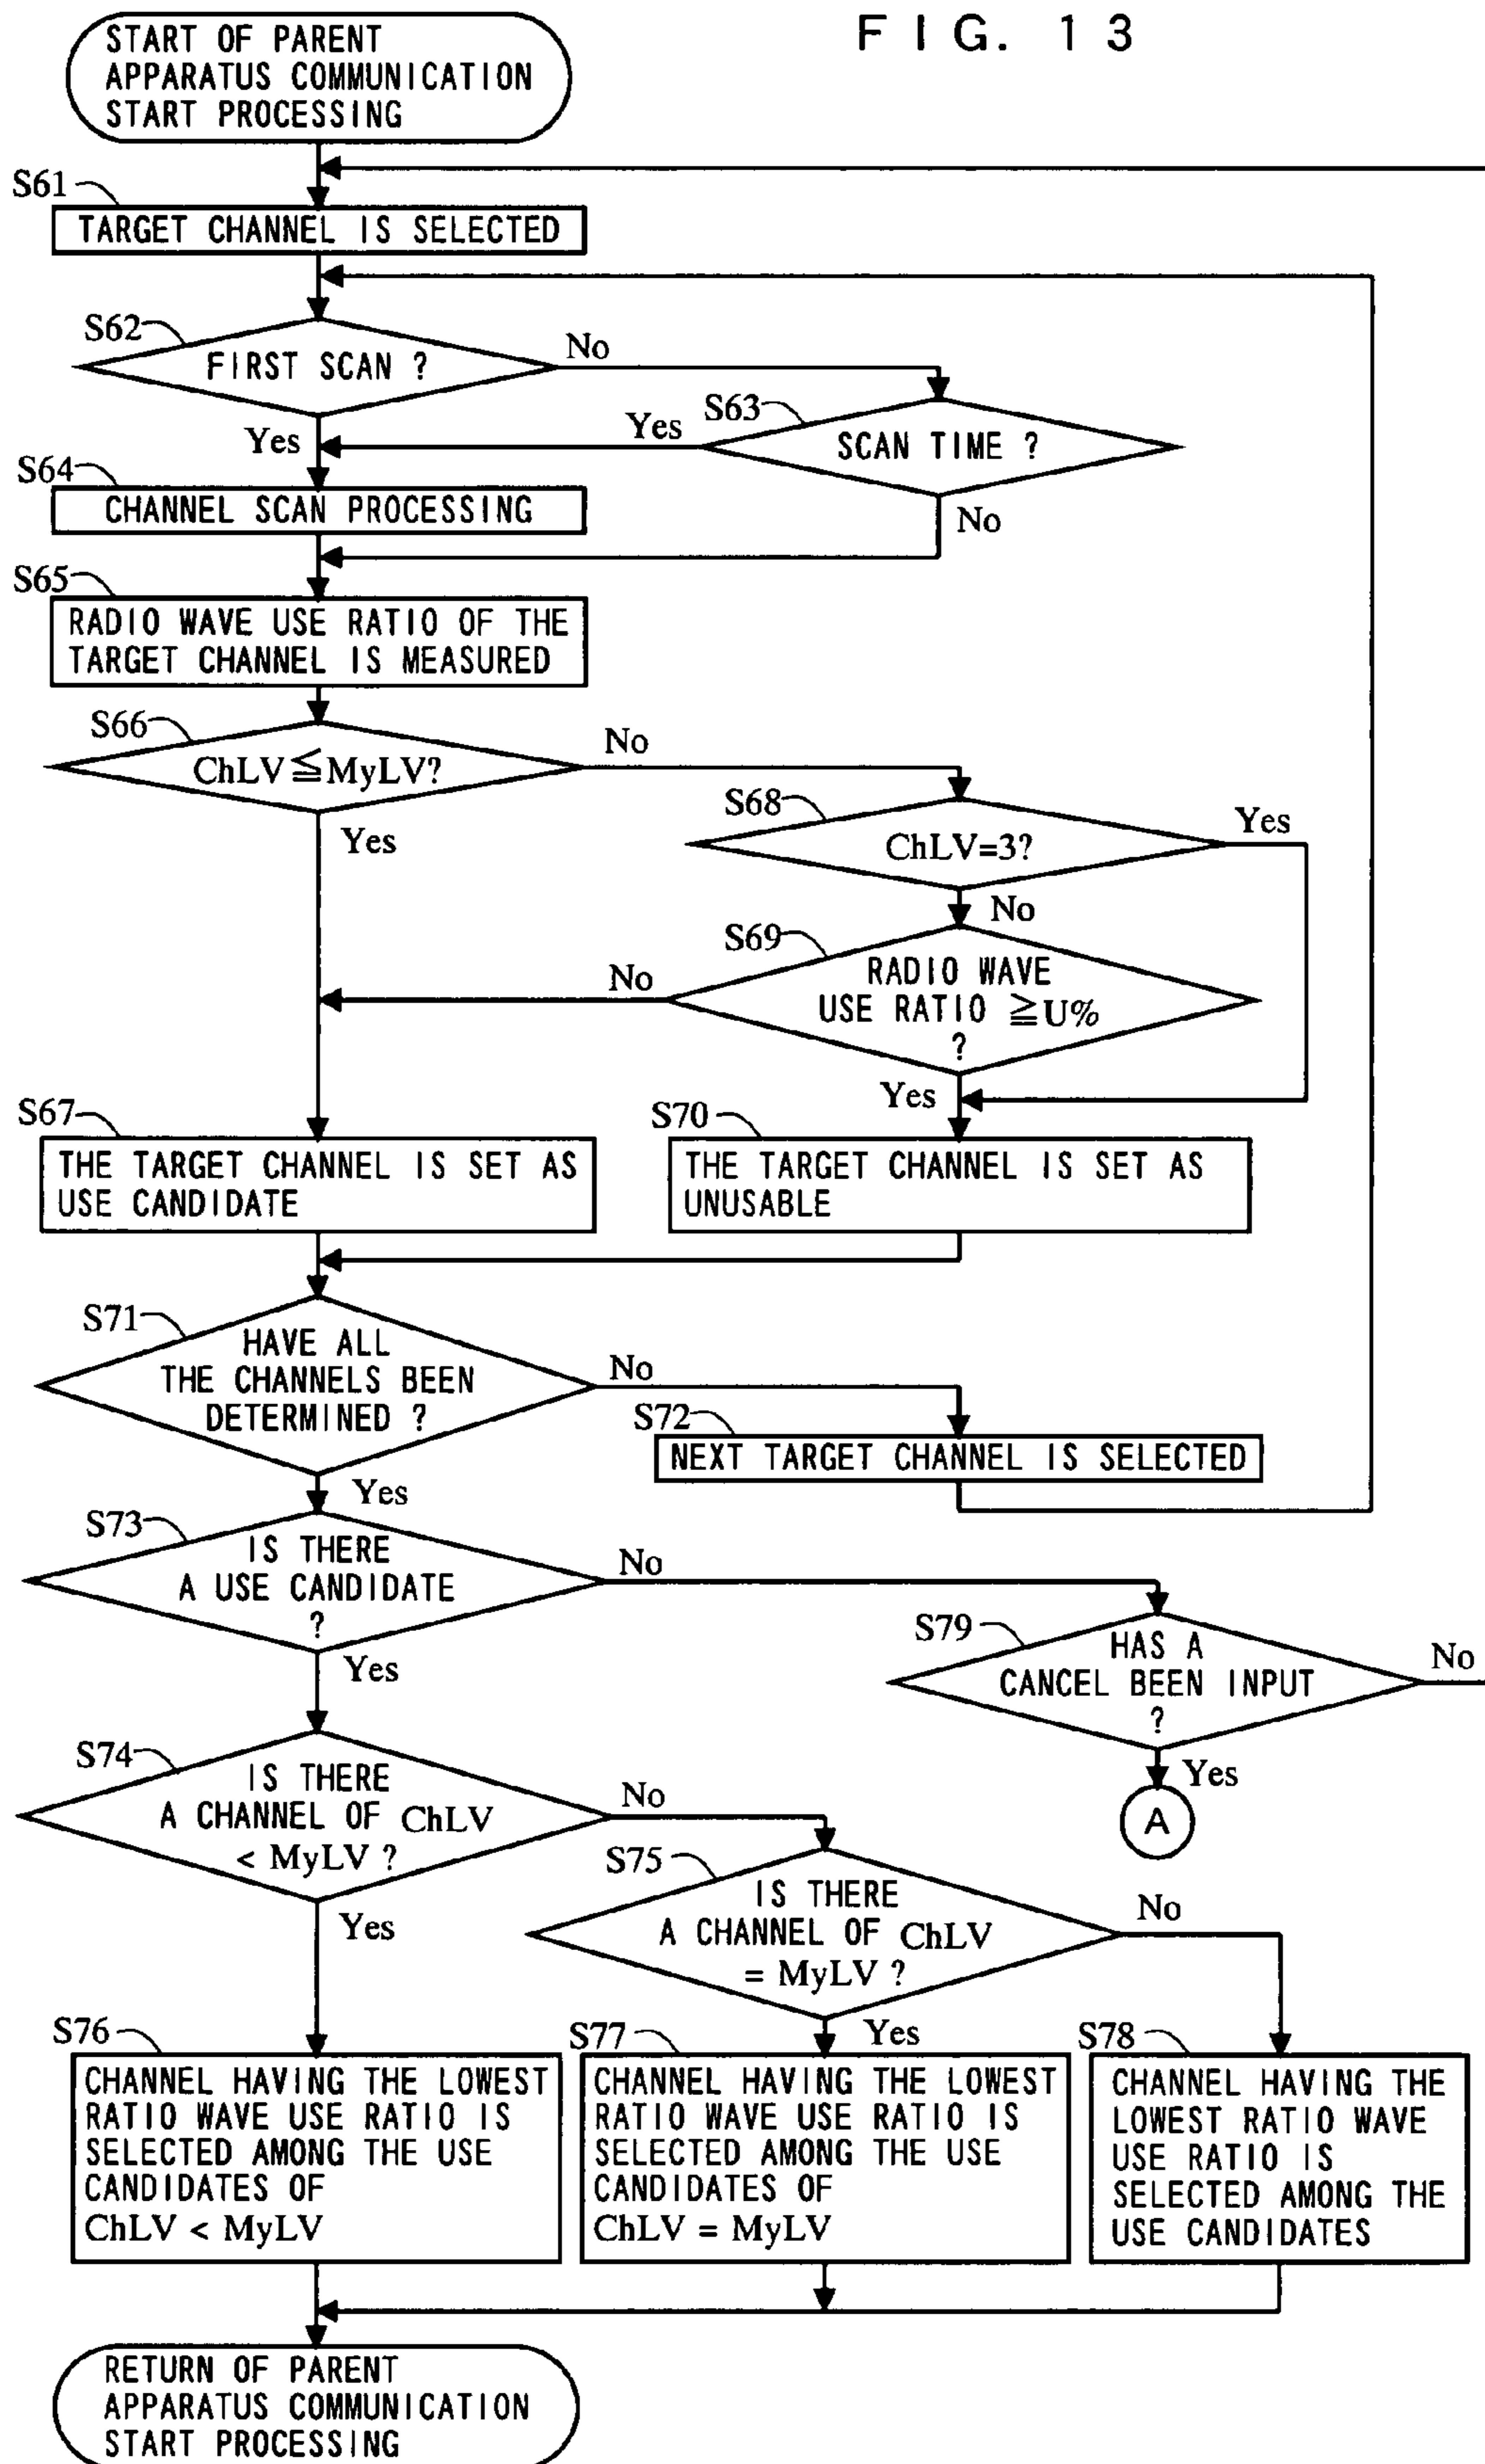 FIG. 13
START OF PARENT
APPARATUS COMMUNICATION
START PROCESSING
S61
TARGET CHANNEL IS SELECTED
S62
FIRST SCAN ?
No
Yes
S63
SCAN TIME ?
Yes
No
S64
CHANNEL SCAN PROCESSING
S65
RADIO WAVE USE RATIO OF THE
TARGET CHANNEL IS MEASURED
S66
ChLV≦MyLV?
No
Yes
S68
ChLV=3?
Yes
No
S69
RADIO WAVE
USE RATIO ≧U%
?
No
Yes
S67
THE TARGET CHANNEL IS SET AS
USE CANDIDATE
S70
THE TARGET CHANNEL IS SET AS
UNUSABLE
S71
HAVE ALL
THE CHANNELS BEEN
DETERMINED ?
No
Yes
S72
NEXT TARGET CHANNEL IS SELECTED
S73
IS THERE
A USE CANDIDATE
?
No
Yes
S79
HAS A
CANCEL BEEN INPUT
?
No
Yes
A
S74
IS THERE
A CHANNEL OF ChLV
< MyLV ?
No
Yes
S75
IS THERE
A CHANNEL OF ChLV
= MyLV ?
No
Yes
S76
CHANNEL HAVING THE LOWEST
RATIO WAVE USE RATIO IS
SELECTED AMONG THE USE
CANDIDATES OF
ChLV < MyLV
S77
CHANNEL HAVING THE LOWEST
RATIO WAVE USE RATIO IS
SELECTED AMONG THE USE
CANDIDATES OF
ChLV = MyLV
S78
CHANNEL HAVING THE
LOWEST RATIO WAVE
USE RATIO IS
SELECTED AMONG THE
USE CANDIDATES
RETURN OF PARENT
APPARATUS COMMUNICATION
START PROCESSING